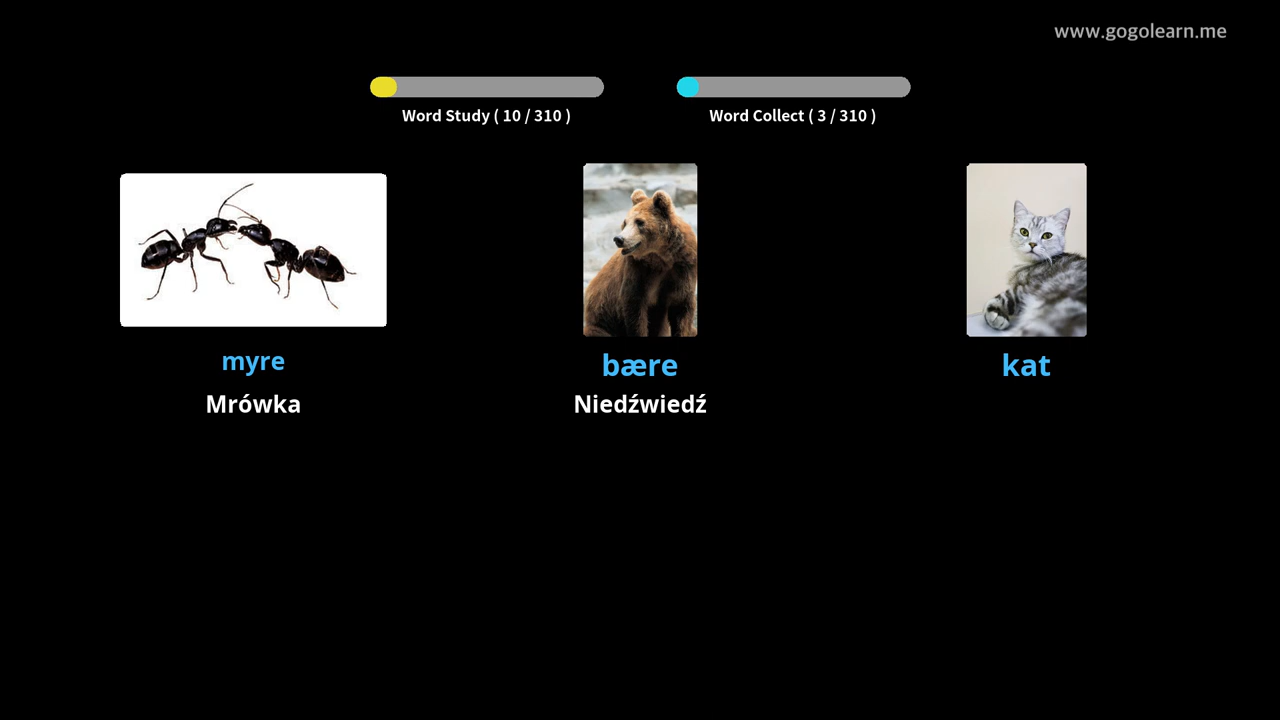 www.gogolearn.me
Word Study ( 10 / 310 )
Word Collect ( 3 / 310 )
myre
Mrówka
bære
Niedźwiedź
kat